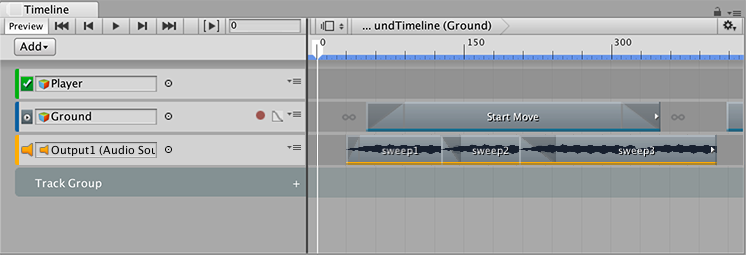 Timeline
Preview 0 ... undTimeline (Ground)
Add
0 150 300
Player
Ground
Start Move
Output1 (Audio Sou
sweep1 sweep2 sweep3
Track Group +